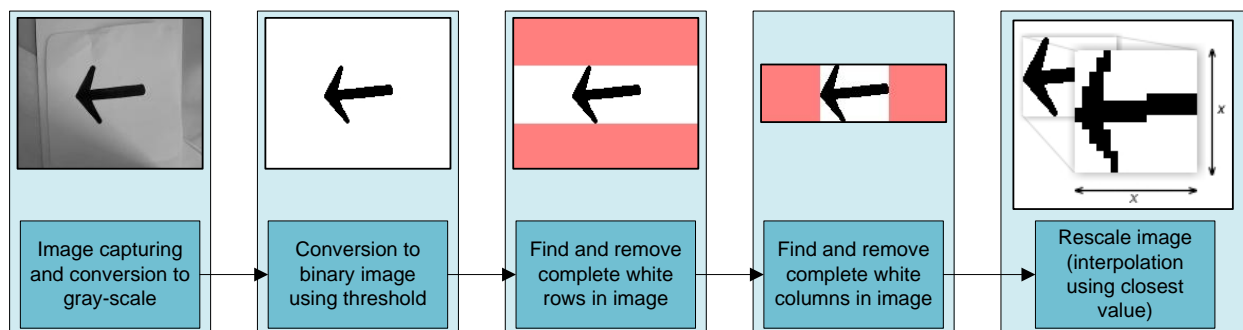 Image capturing
and conversion to
gray-scale
Conversion to
binary image
using threshold
Find and remove
complete white
rows in image
Find and remove
complete white
columns in image
x
x
Rescale image
(interpolation
using closest
value)